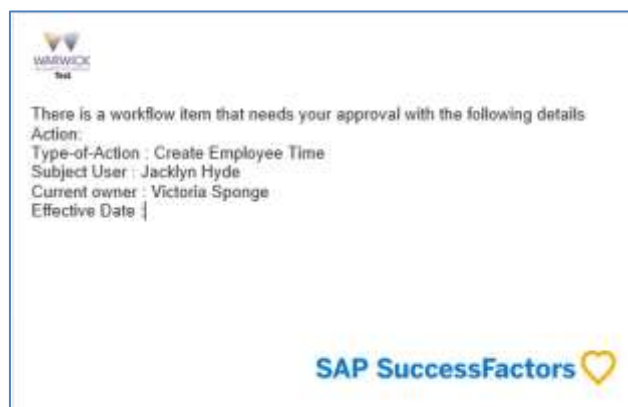 WARWICK
Test
There is a workflow item that needs your approval with the following details
Action:
Type-of-Action : Create Employee Time
Subject User : Jacklyn Hyde
Current owner : Victoria Sponge
Effective Date :
SAP SuccessFactors